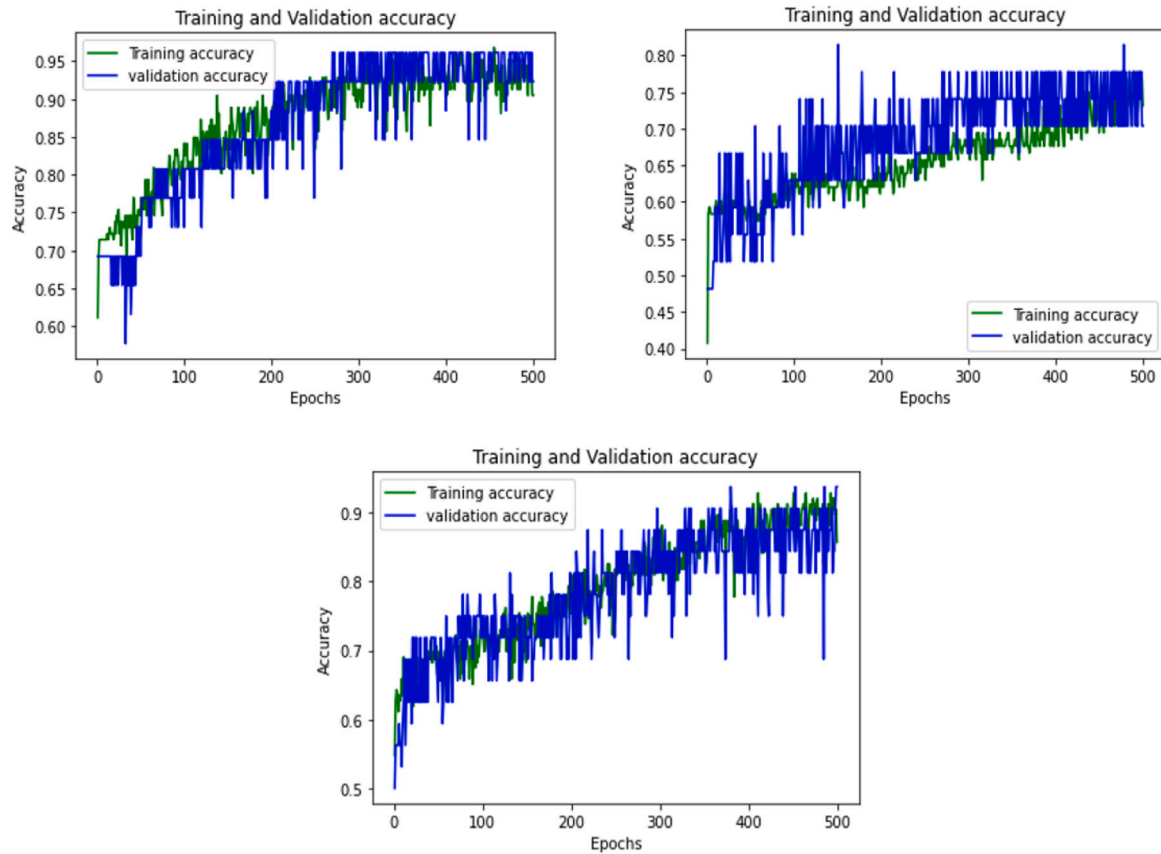 Training and Validation accuracy
Training accuracy
validation accuracy
0.95
0.90
0.85
0.80
0.75
0.70
0.65
0.60
Accuracy
0 100 200 300 400 500
Epochs
Training and Validation accuracy
0.80
0.75
0.70
0.65
0.60
0.55
0.50
0.45
0.40
Accuracy
Training accuracy
validation accuracy
0 100 200 300 400 500
Epochs
Training and Validation accuracy
Training accuracy
validation accuracy
0.9
0.8
0.7
0.6
0.5
Accuracy
0 100 200 300 400 500
Epochs